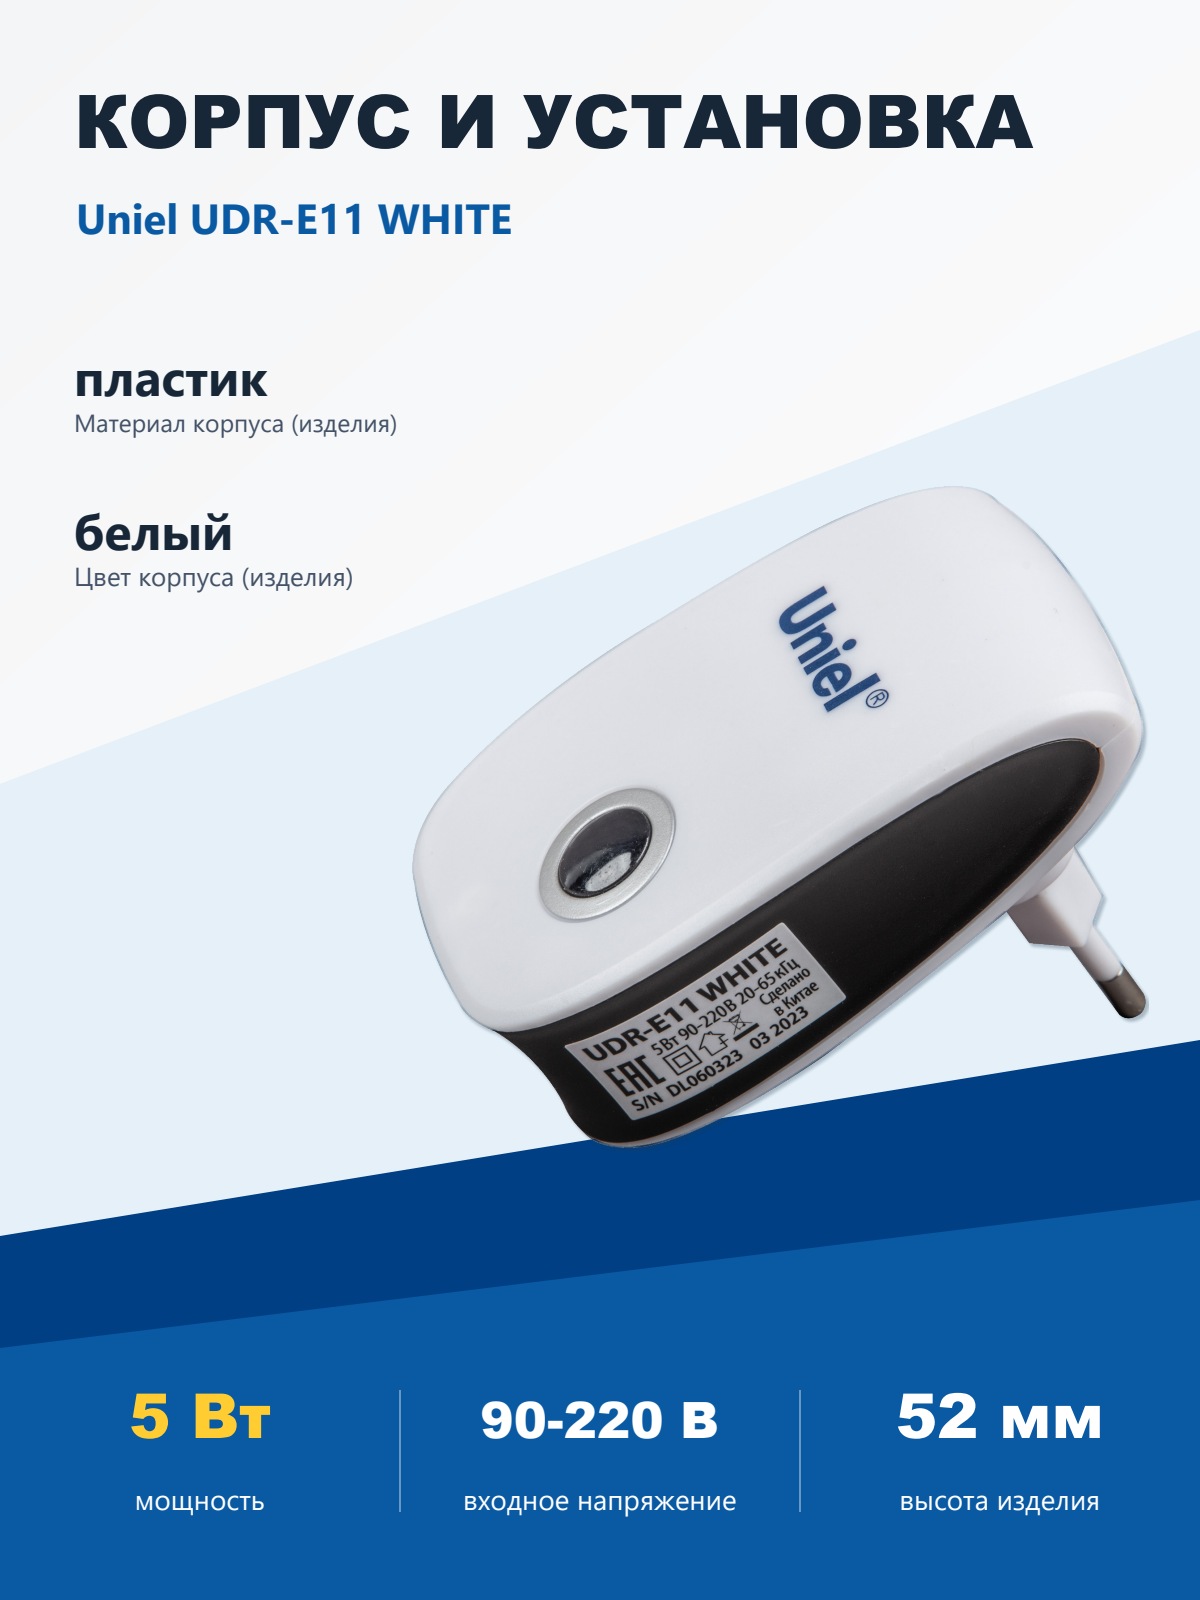 КОРПУС И УСТАНОВКА
Uniel UDR-E11 WHITE
пластик
Материал корпуса (изделия)
белый
Цвет корпуса (изделия)
Uniel®
UDR-E11 WHITE
5Вт 90-220В 20-65кГц
EAC
Сделано
в Китае
S/N DL060323 03 2023
5 Вт
мощность
90-220 В
входное напряжение
52 мм
высота изделия